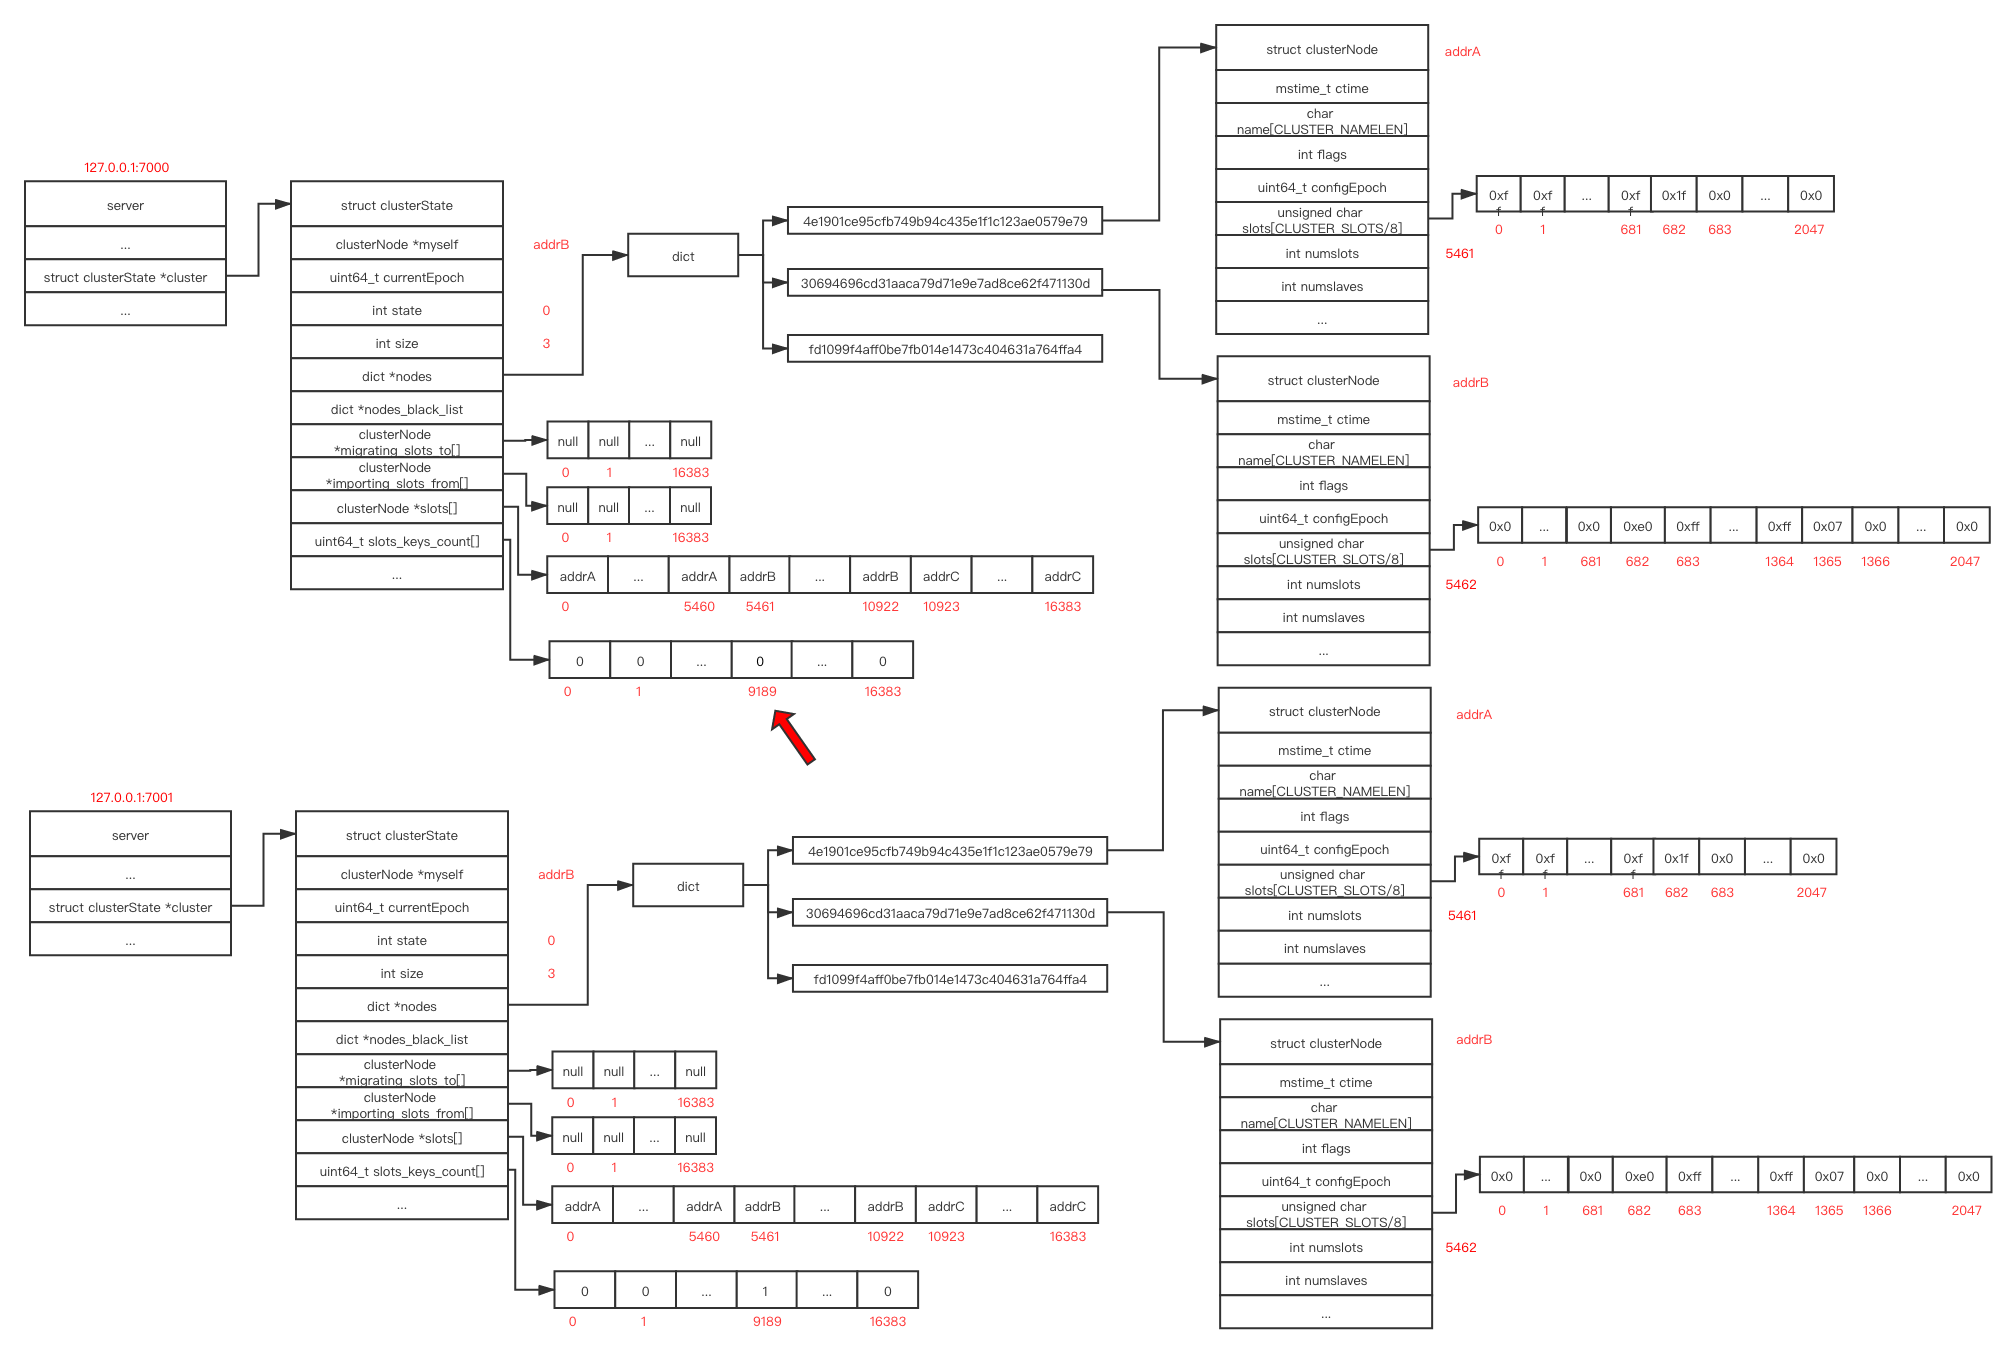 127.0.0.1:7000
server
...
struct clusterState *cluster
...
struct clusterState
clusterNode *myself
addrB
uint64_t currentEpoch
int state
0
int size
3
dict *nodes
dict *nodes_black_list
clusterNode
*migrating_slots_to[]
clusterNode
*importing_slots_from[]
clusterNode *slots[]
uint64_t slots_keys_count[]
...
dict
4e1901ce95cfb749b94c435e1f1c123ae0579e79
30694696cd31aaca79d71e9e7ad8ce62f471130d
fd1099f4aff0be7fb014e1473c404631a764ffa4
null null ... null
0 1 16383
null null ... null
0 1 16383
addrA ... addrA addrB ... addrB addrC ... addrC
0 5460 5461 10922 10923 16383
0 0 ... 0 ... 0
0 1 9189 16383
struct clusterNode
addrA
mstime_t ctime
char
name[CLUSTER_NAMELEN]
int flags
uint64_t configEpoch
unsigned char
slots[CLUSTER_SLOTS/8]
int numslots
5461
int numslaves
...
0xff 0xff ... 0xff 0x1f 0x0 ... 0x0
0 1 681 682 683 2047
struct clusterNode
addrB
mstime_t ctime
char
name[CLUSTER_NAMELEN]
int flags
uint64_t configEpoch
unsigned char
slots[CLUSTER_SLOTS/8]
int numslots
5462
int numslaves
...
0x0 ... 0x0 0xe0 0xff ... 0xff 0x07 0x0 ... 0x0
0 1 681 682 683 1364 1365 1366 2047
127.0.0.1:7001
server
...
struct clusterState *cluster
...
struct clusterState
clusterNode *myself
addrB
uint64_t currentEpoch
int state
0
int size
3
dict *nodes
dict *nodes_black_list
clusterNode
*migrating_slots_to[]
clusterNode
*importing_slots_from[]
clusterNode *slots[]
uint64_t slots_keys_count[]
...
dict
4e1901ce95cfb749b94c435e1f1c123ae0579e79
30694696cd31aaca79d71e9e7ad8ce62f471130d
fd1099f4aff0be7fb014e1473c404631a764ffa4
null null ... null
0 1 16383
null null ... null
0 1 16383
addrA ... addrA addrB ... addrB addrC ... addrC
0 5460 5461 10922 10923 16383
0 0 ... 1 ... 0
0 1 9189 16383
struct clusterNode
addrA
mstime_t ctime
char
name[CLUSTER_NAMELEN]
int flags
uint64_t configEpoch
unsigned char
slots[CLUSTER_SLOTS/8]
int numslots
5461
int numslaves
...
0xff 0xff ... 0xff 0x1f 0x0 ... 0x0
0 1 681 682 683 2047
struct clusterNode
addrB
mstime_t ctime
char
name[CLUSTER_NAMELEN]
int flags
uint64_t configEpoch
unsigned char
slots[CLUSTER_SLOTS/8]
int numslots
5462
int numslaves
...
0x0 ... 0x0 0xe0 0xff ... 0xff 0x07 0x0 ... 0x0
0 1 681 682 683 1364 1365 1366 2047